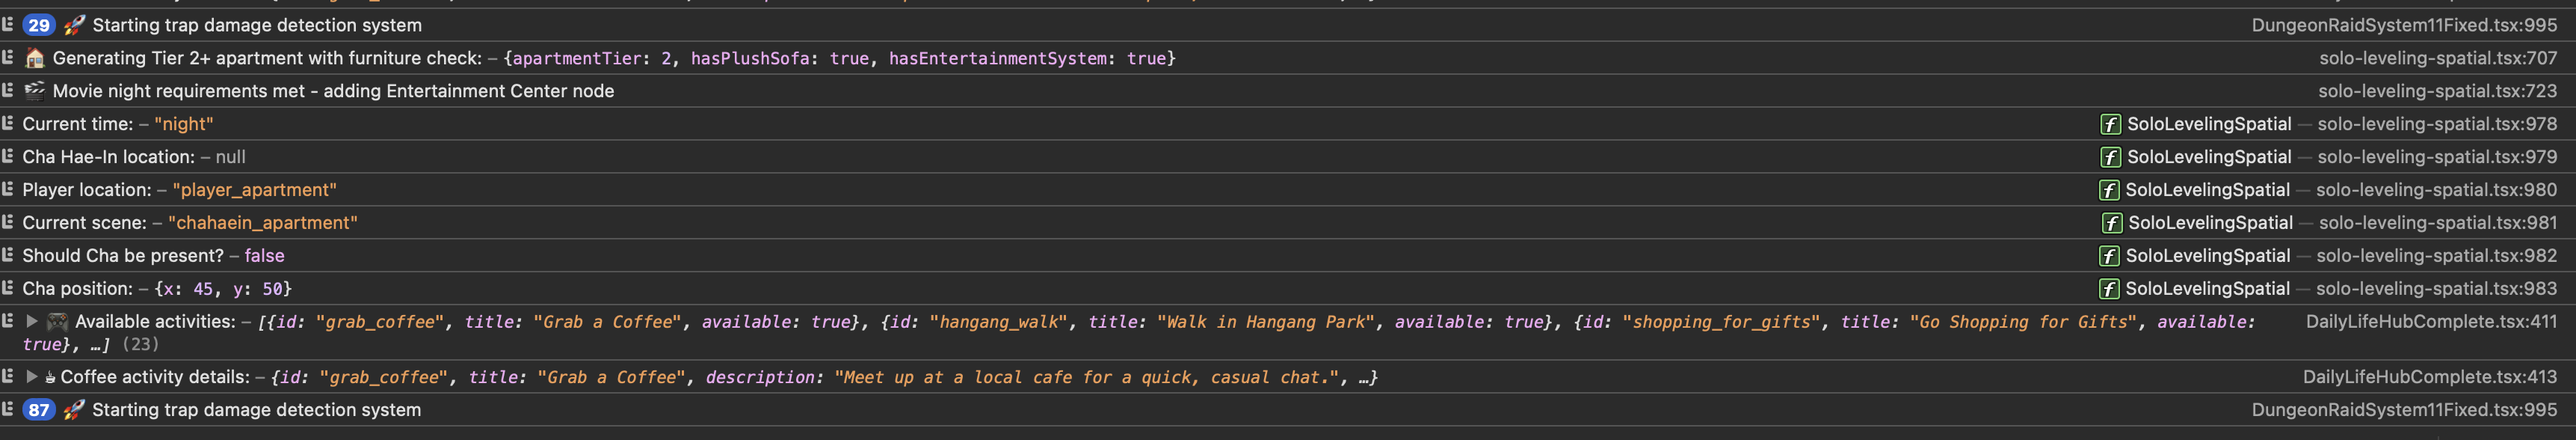 29 🚀 Starting trap damage detection system DungeonRaidSystem11Fixed.tsx:995
🏠 Generating Tier 2+ apartment with furniture check: – {apartmentTier: 2, hasPlushSofa: true, hasEntertainmentSystem: true} solo-leveling-spatial.tsx:707
🎬 Movie night requirements met - adding Entertainment Center node solo-leveling-spatial.tsx:723
Current time: – "night" f SoloLevelingSpatial — solo-leveling-spatial.tsx:978
Cha Hae-In location: – null f SoloLevelingSpatial — solo-leveling-spatial.tsx:979
Player location: – "player_apartment" f SoloLevelingSpatial — solo-leveling-spatial.tsx:980
Current scene: – "chahaein_apartment" f SoloLevelingSpatial — solo-leveling-spatial.tsx:981
Should Cha be present? – false f SoloLevelingSpatial — solo-leveling-spatial.tsx:982
Cha position: – {x: 45, y: 50} f SoloLevelingSpatial — solo-leveling-spatial.tsx:983
▶ 🎮 Available activities: – [{id: "grab_coffee", title: "Grab a Coffee", available: true}, {id: "hangang_walk", title: "Walk in Hangang Park", available: true}, {id: "shopping_for_gifts", title: "Go Shopping for Gifts", available: DailyLifeHubComplete.tsx:411
true}, …] (23)
▶ ☕ Coffee activity details: – {id: "grab_coffee", title: "Grab a Coffee", description: "Meet up at a local cafe for a quick, casual chat.", …} DailyLifeHubComplete.tsx:413
87 🚀 Starting trap damage detection system DungeonRaidSystem11Fixed.tsx:995